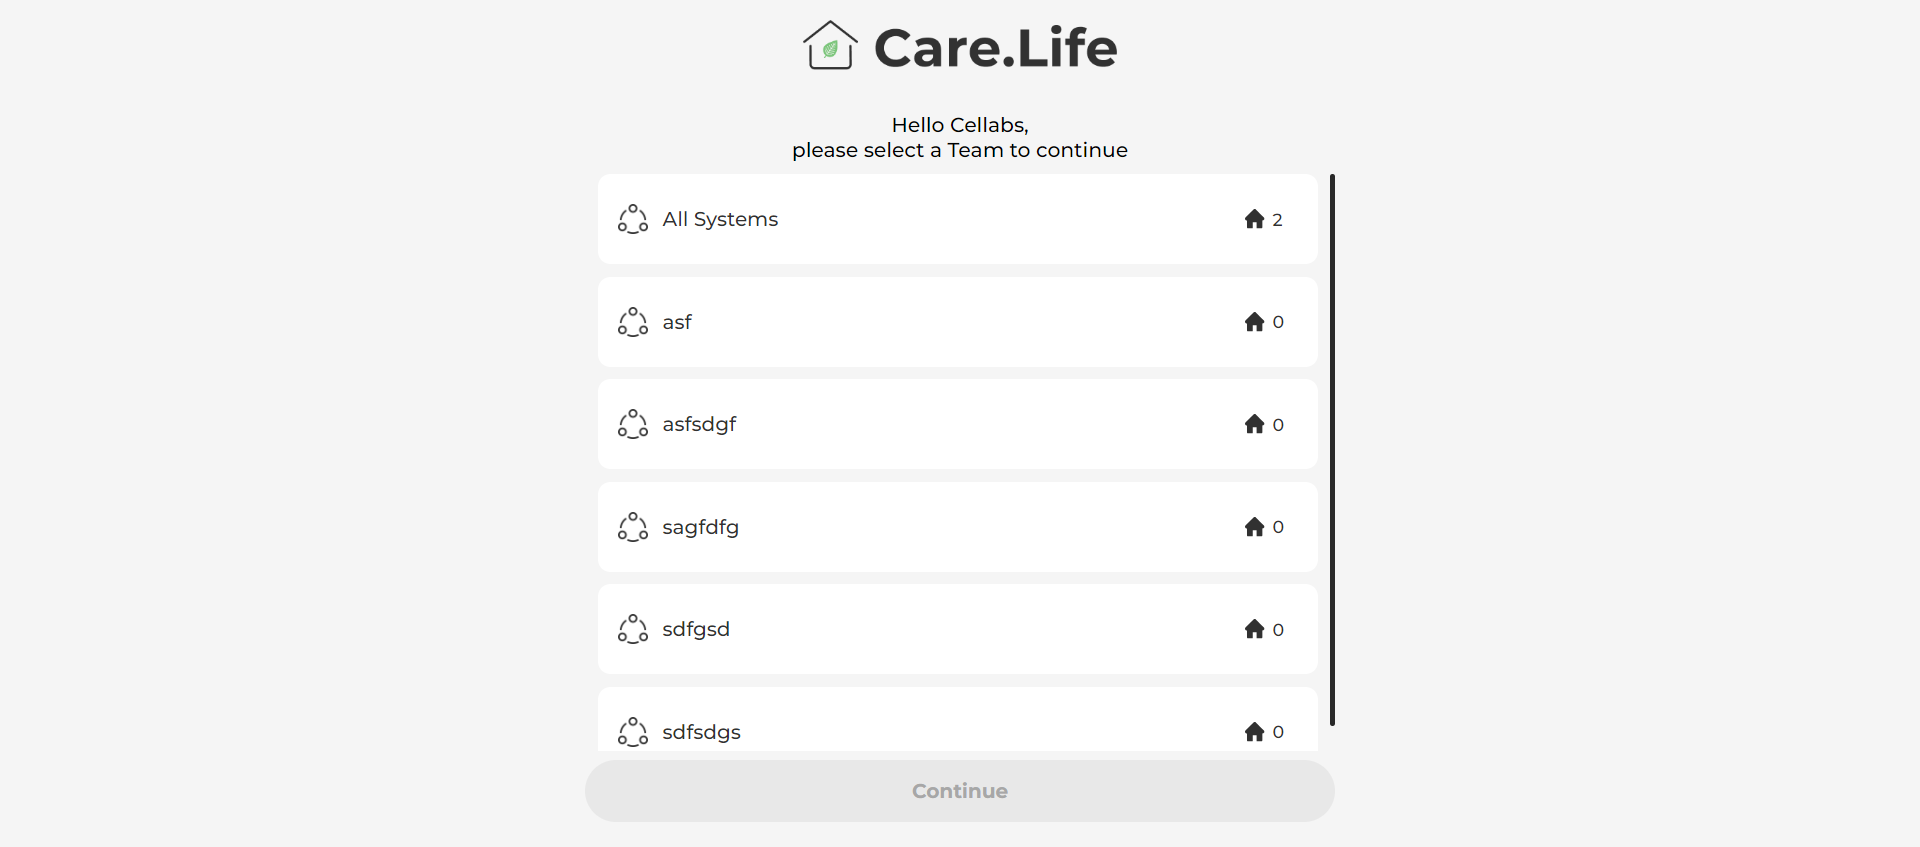 Care.Life
Hello Cellabs,
please select a Team to continue
All Systems 2
asf 0
asfsdgf 0
sagfdfg 0
sdfgsd 0
sdfsdgs 0
Continue